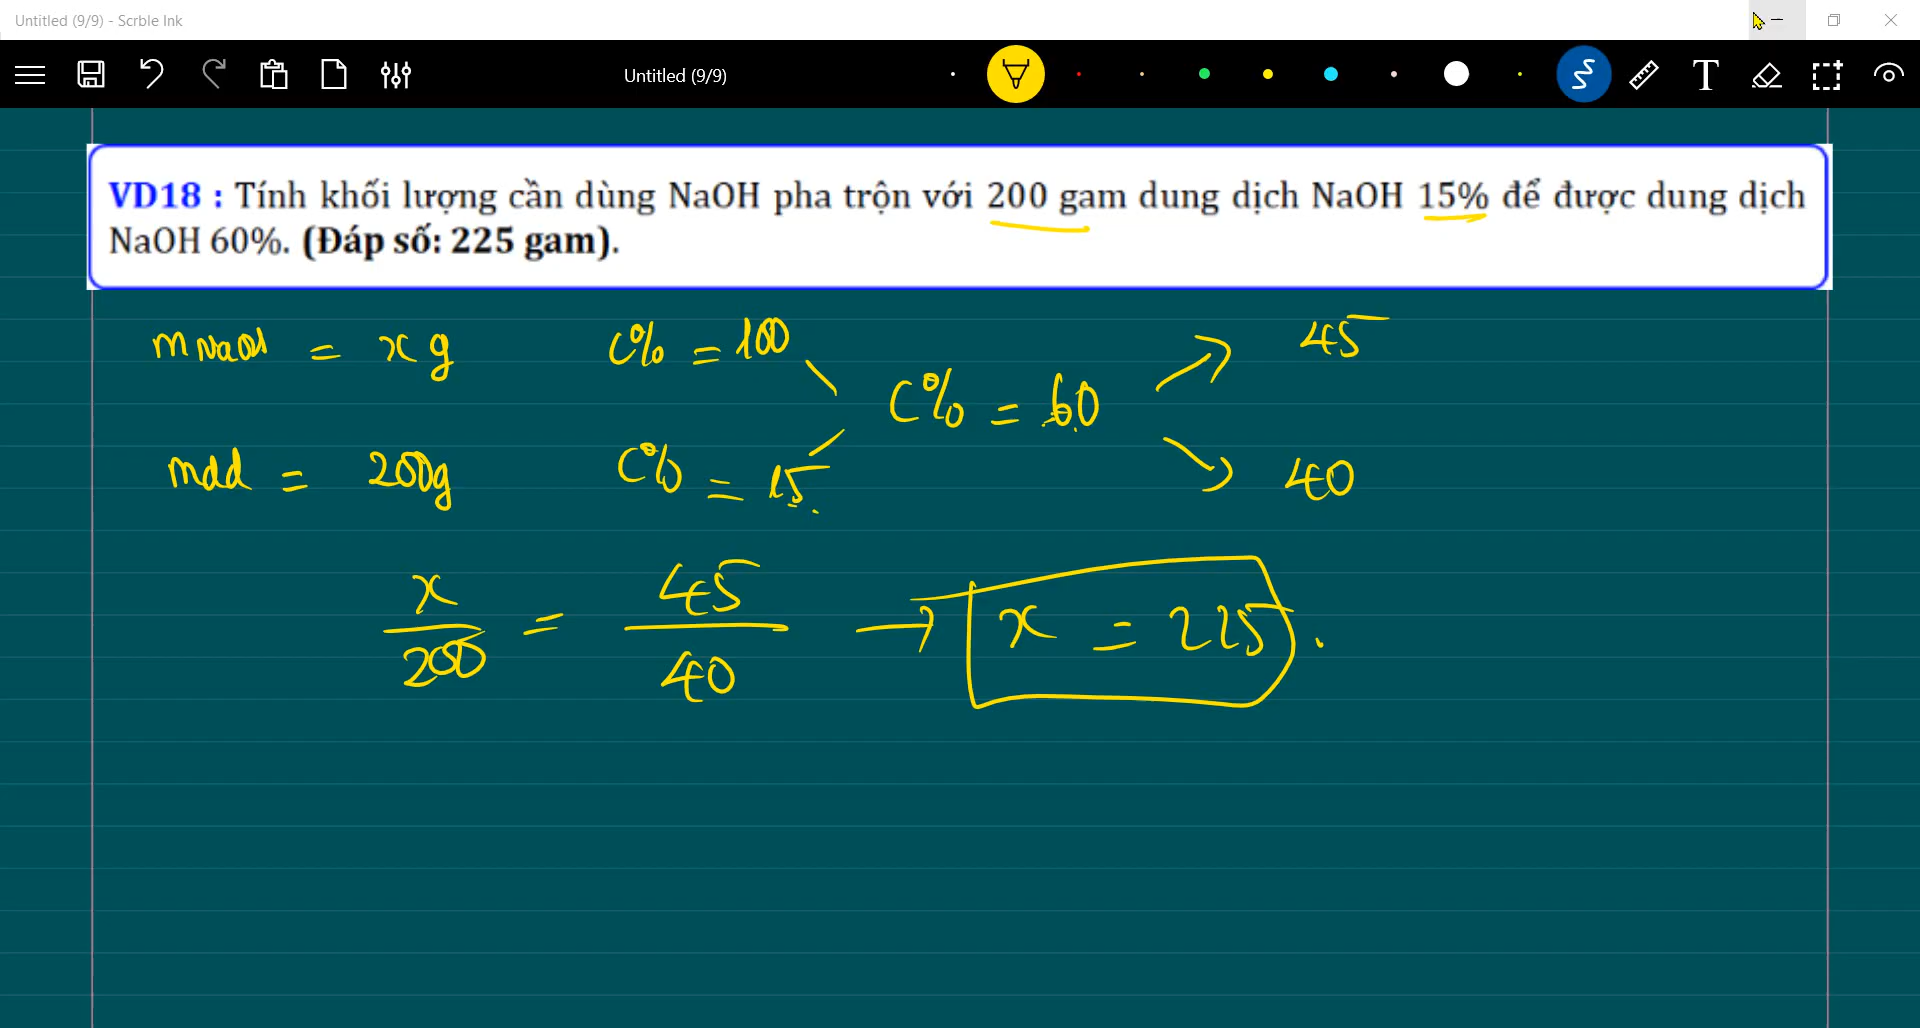 Untitled (9/9) - Scrble Ink
Untitled (9/9)
T
VD18 : Tính khối lượng cần dùng NaOH pha trộn với 200 gam dung dịch NaOH 15% để được dung dịch
NaOH 60%. (Đáp số: 225 gam).
mNaOH = x g C% = 100 45
C% = 60
mdd = 200g C% = 15 40
x/200 = 45/40 → x = 225.